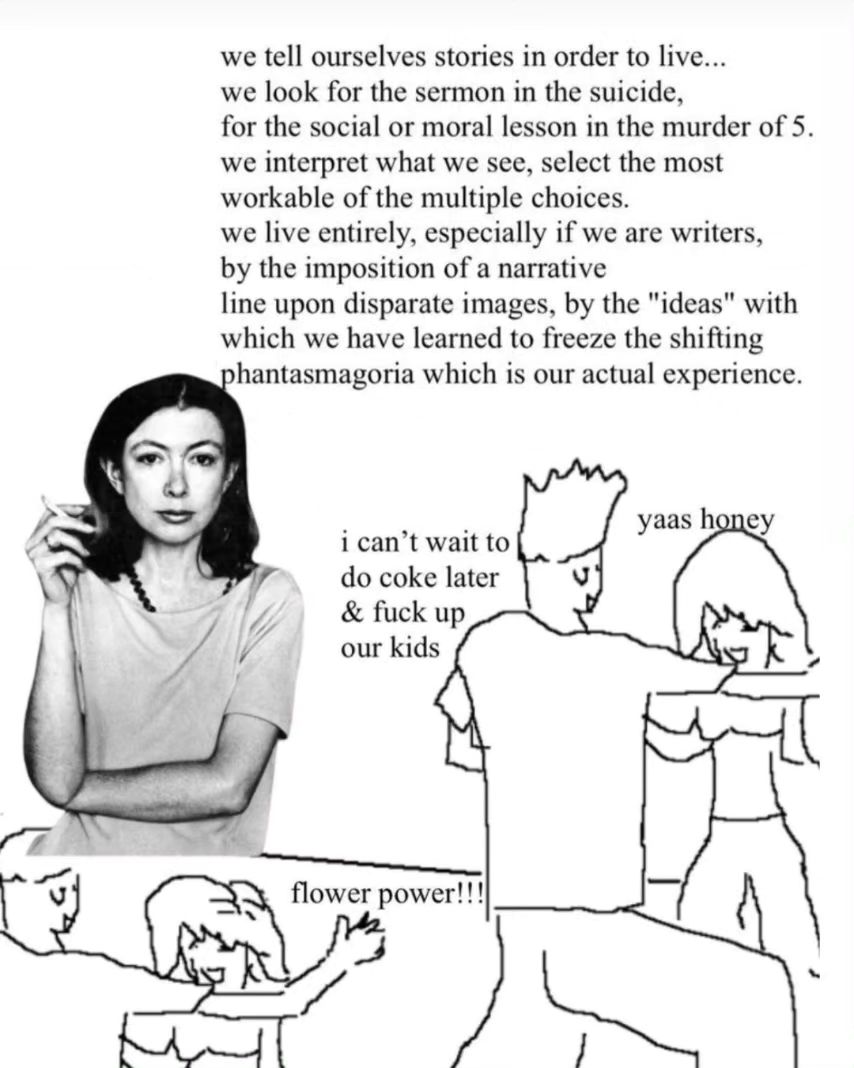 we tell ourselves stories in order to live...
we look for the sermon in the suicide,
for the social or moral lesson in the murder of 5.
we interpret what we see, select the most
workable of the multiple choices.
we live entirely, especially if we are writers,
by the imposition of a narrative
line upon disparate images, by the "ideas" with
which we have learned to freeze the shifting
phantasmagoria which is our actual experience.
i can’t wait to
do coke later
& fuck up
our kids
yaas honey
flower power!!!